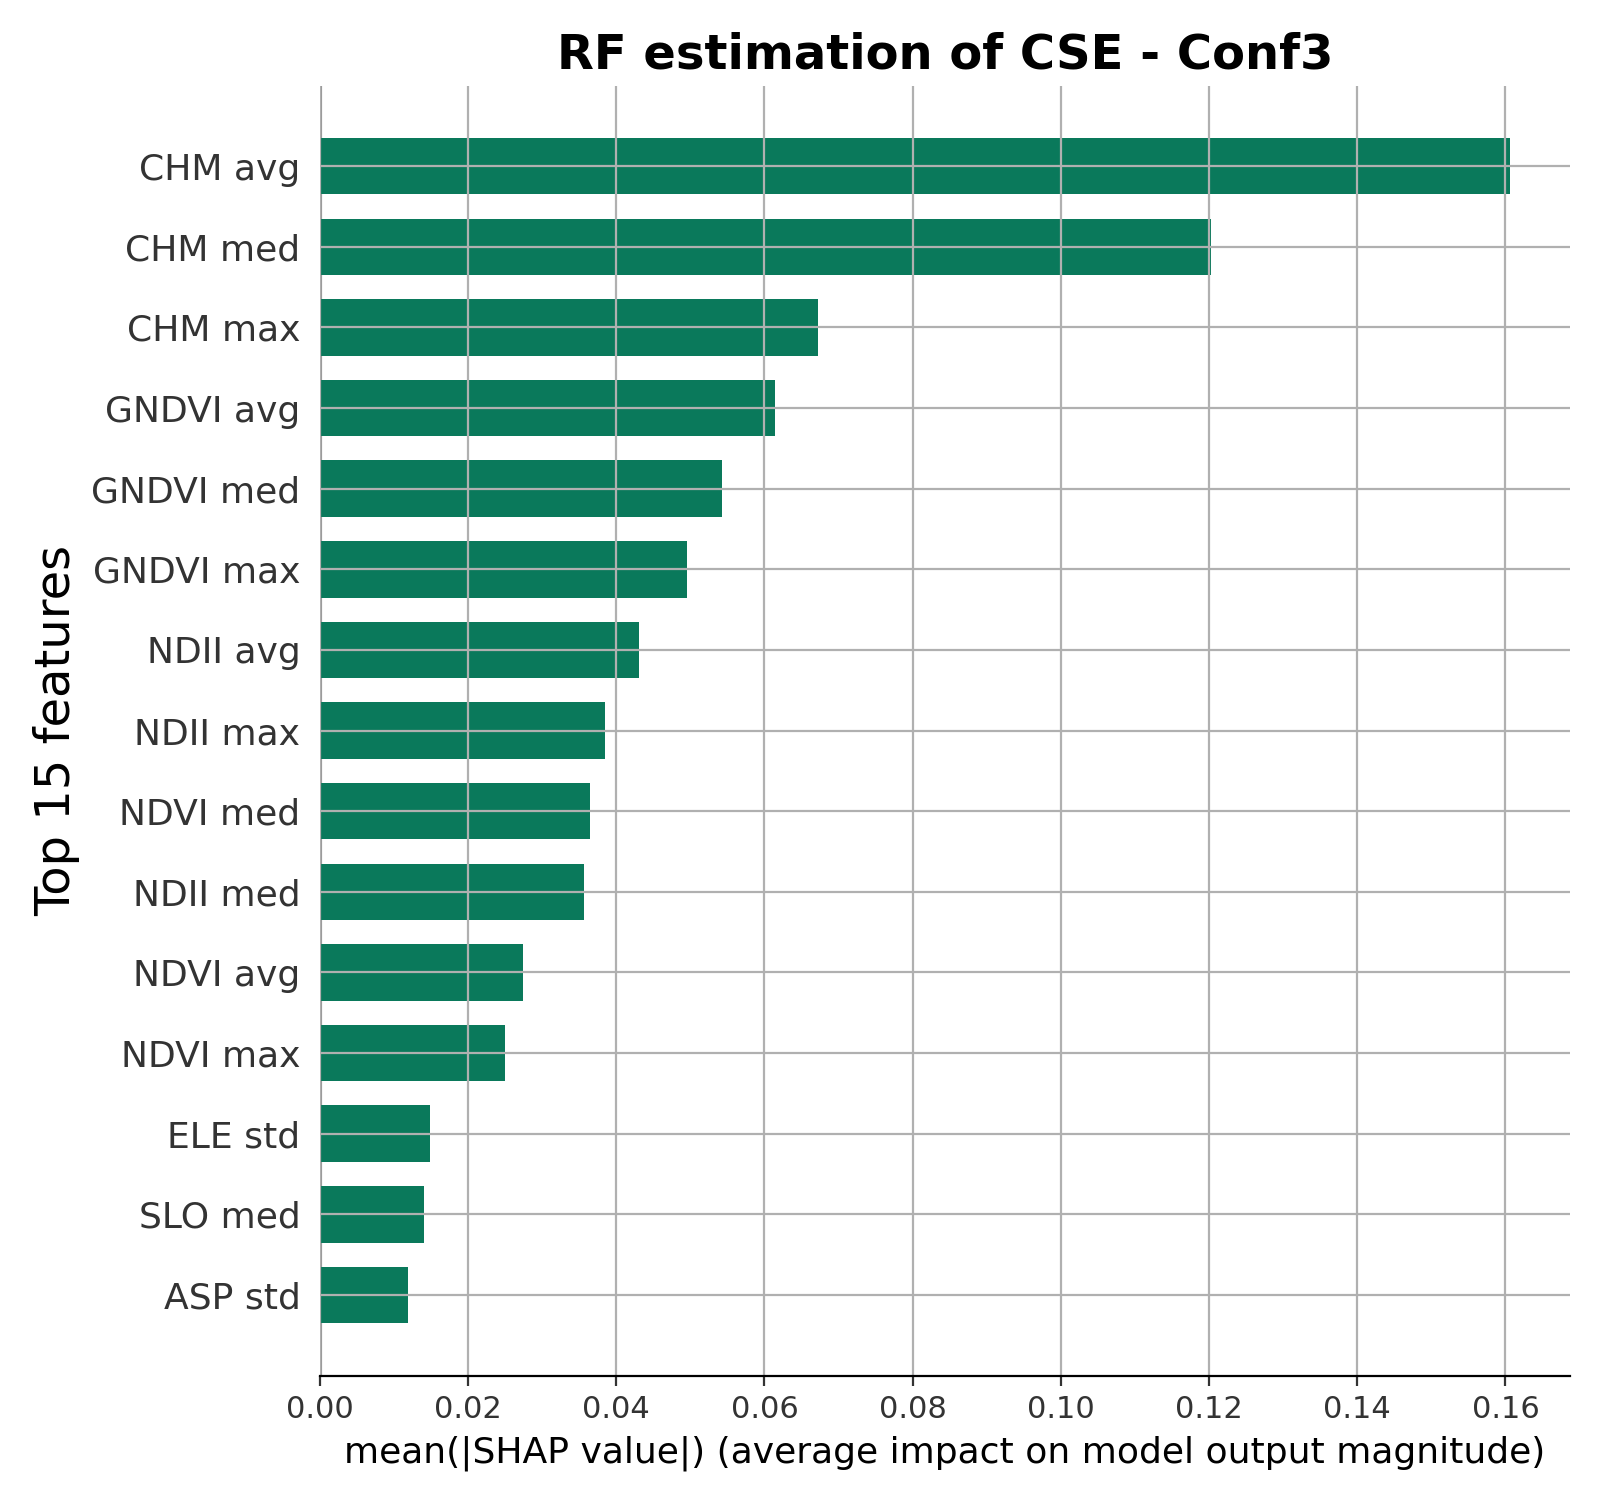 RF estimation of CSE - Conf3
CHM avg
CHM med
CHM max
GNDVI avg
GNDVI med
GNDVI max
NDII avg
NDII max
NDVI med
NDII med
NDVI avg
NDVI max
ELE std
SLO med
ASP std
Top 15 features
0.00 0.02 0.04 0.06 0.08 0.10 0.12 0.14 0.16
mean(|SHAP value|) (average impact on model output magnitude)